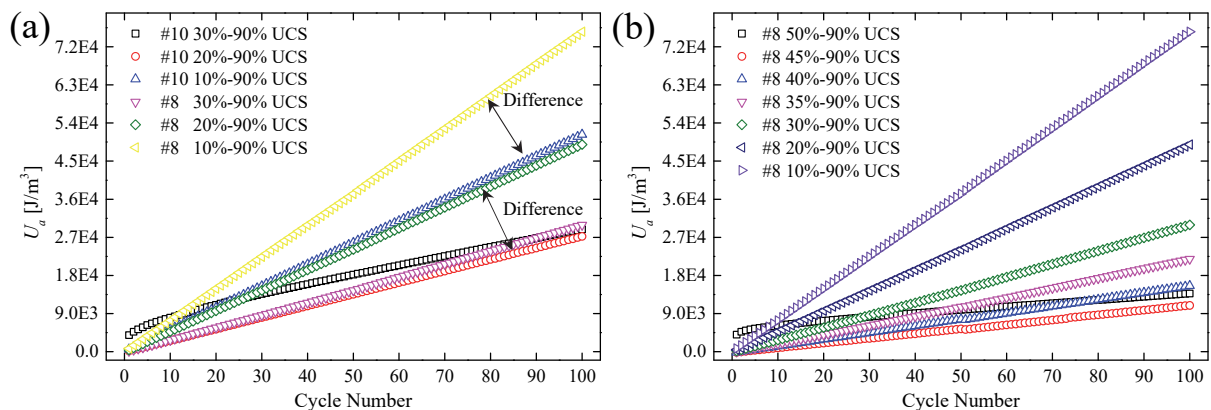 (a)
#10 30%-90% UCS
#10 20%-90% UCS
#10 10%-90% UCS
#8 30%-90% UCS
#8 20%-90% UCS
#8 10%-90% UCS
Difference
Difference
7.2E4
6.3E4
5.4E4
4.5E4
3.6E4
2.7E4
1.8E4
9.0E3
0.0
U_a [J/m³]
0 10 20 30 40 50 60 70 80 90 100
Cycle Number
(b)
#8 50%-90% UCS
#8 45%-90% UCS
#8 40%-90% UCS
#8 35%-90% UCS
#8 30%-90% UCS
#8 20%-90% UCS
#8 10%-90% UCS
7.2E4
6.3E4
5.4E4
4.5E4
3.6E4
2.7E4
1.8E4
9.0E3
0.0
U_a [J/m³]
0 10 20 30 40 50 60 70 80 90 100
Cycle Number